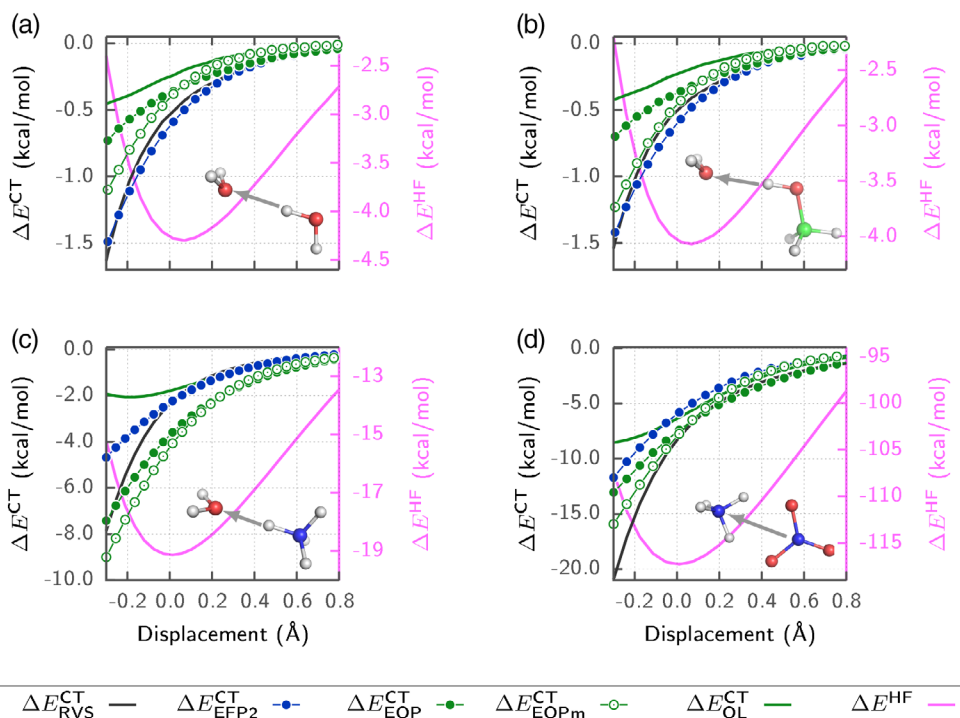 (a)
(b)
0.0
-0.5
-1.0
-1.5
ΔE^CT (kcal/mol)
-2.5
-3.0
-3.5
-4.0
-4.5
ΔE^HF (kcal/mol)
0.0
-0.5
-1.0
-1.5
ΔE^CT (kcal/mol)
-2.5
-3.0
-3.5
-4.0
ΔE^HF (kcal/mol)
(c)
(d)
0.0
-2.0
-4.0
-6.0
-8.0
-10.0
ΔE^CT (kcal/mol)
-13
-15
-17
-19
ΔE^HF (kcal/mol)
-0.2 0.0 0.2 0.4 0.6 0.8
Displacement (Å)
0.0
-5.0
-10.0
-15.0
-20.0
ΔE^CT (kcal/mol)
-95
-100
-105
-110
-115
ΔE^HF (kcal/mol)
-0.2 0.0 0.2 0.4 0.6 0.8
Displacement (Å)
ΔE^CT_RVS ΔE^CT_EFP2 ΔE^CT_EOP ΔE^CT_EOPm ΔE^CT_OL ΔE^HF